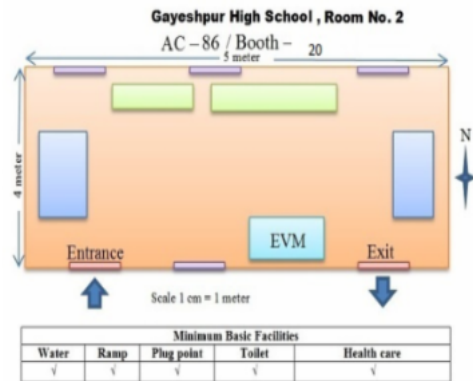 Gayeshpur High School , Room No. 2
AC – 86 / Booth – 20
5 meter
N
4 meter
EVM
Entrance
Exit
Scale 1 cm = 1 meter
Minimum Basic Facilities
Water Ramp Plug point Toilet Health care
√ √ √ √ √